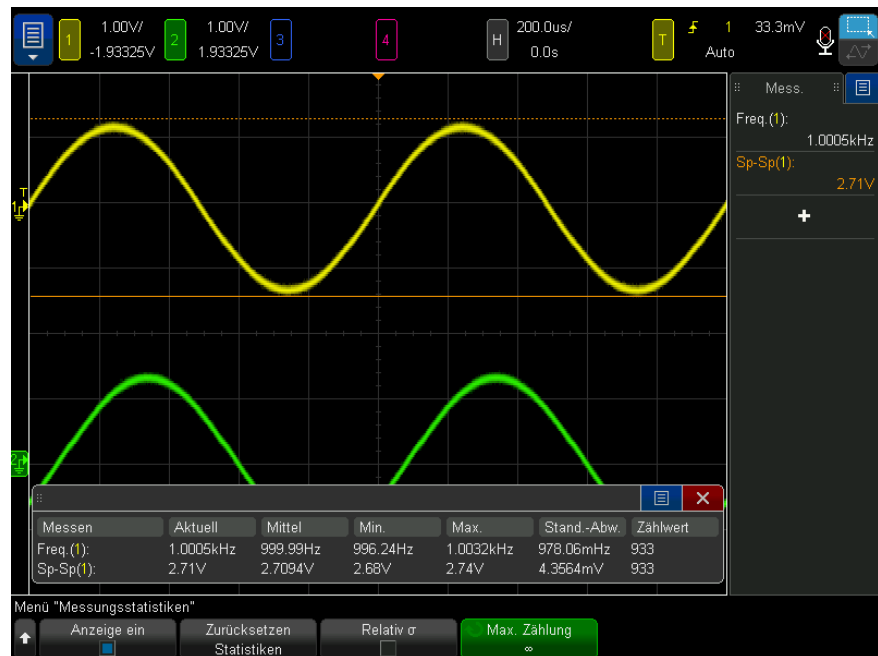 1 1.00V/ -1.93325V
2 1.00V/ 1.93325V
3
4
H 200.0us/ 0.0s
T 1 33.3mV Auto
Mess.
Freq.(1):
1.0005kHz
Sp-Sp(1):
2.71V
+
T
1
2
Messen Aktuell Mittel Min. Max. Stand.-Abw. Zählwert
Freq.(1): 1.0005kHz 999.99Hz 996.24Hz 1.0032kHz 978.06mHz 933
Sp-Sp(1): 2.71V 2.7094V 2.68V 2.74V 4.3564mV 933
Menü "Messungsstatistiken"
Anzeige ein
Zurücksetzen
Statistiken
Relativ σ
Max. Zählung
∞